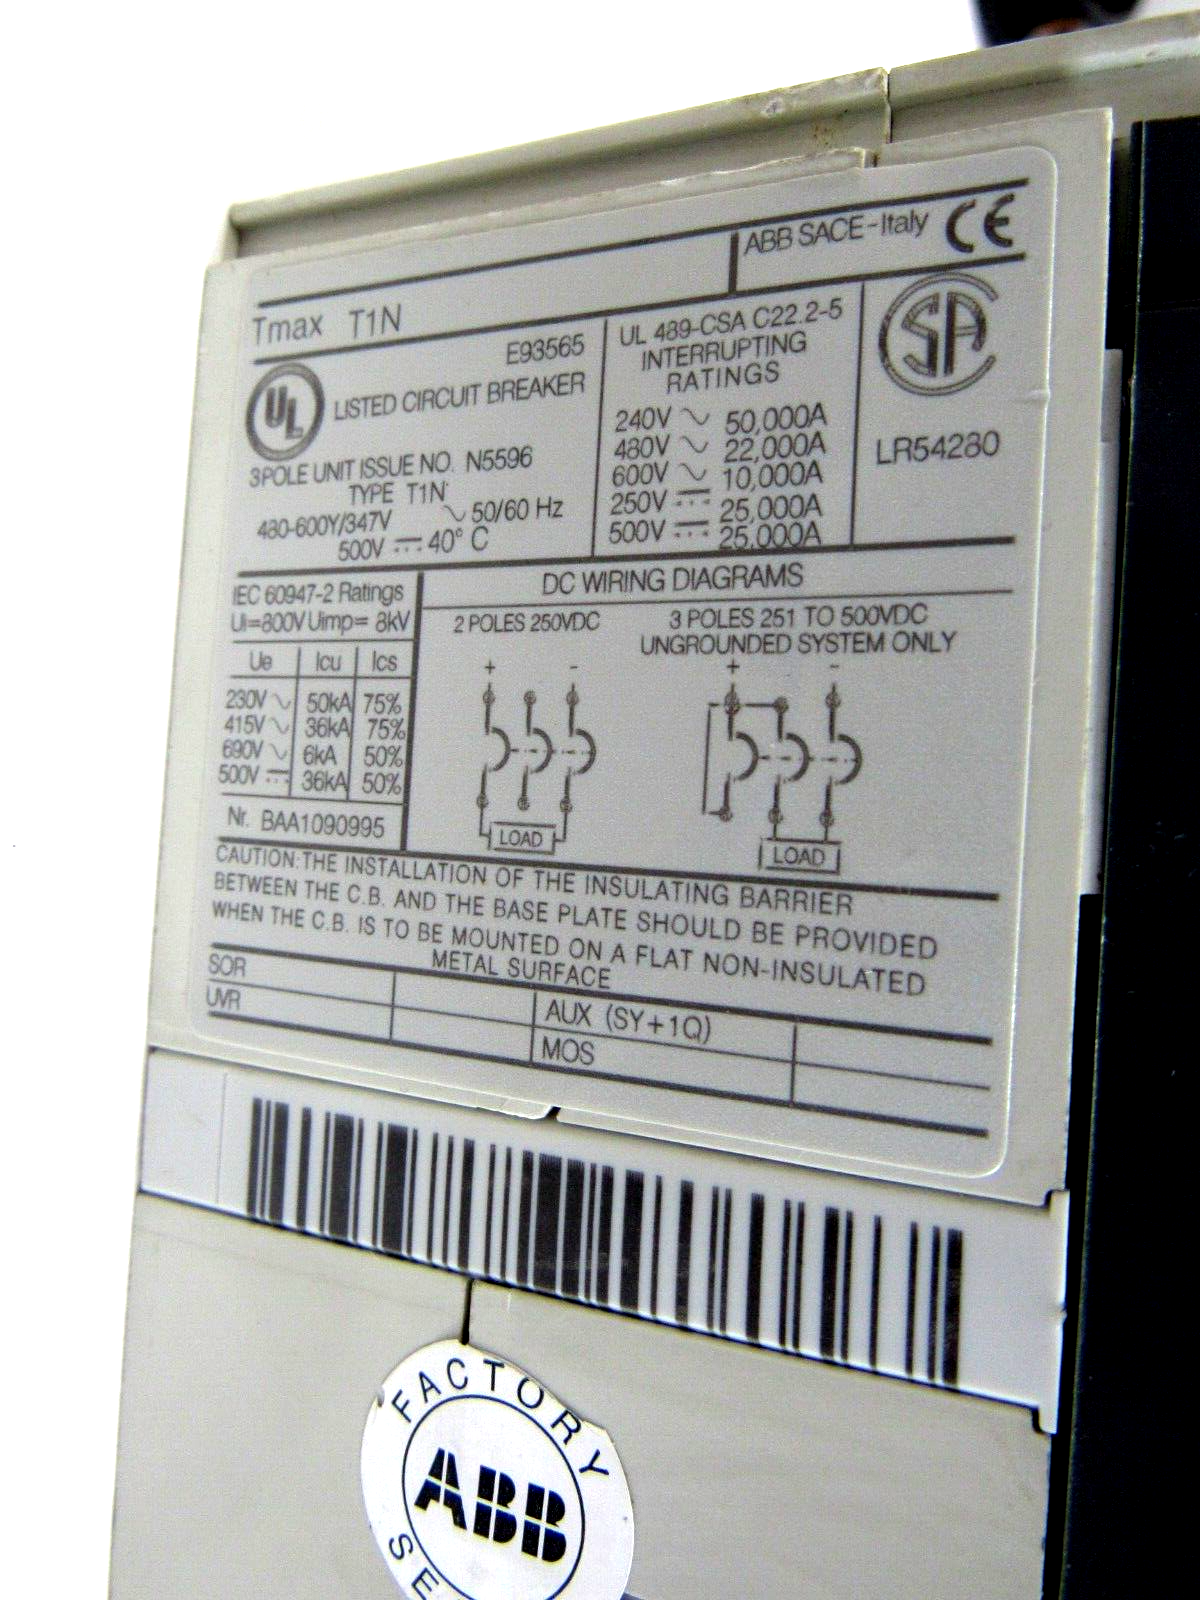 ABB SACE-Italy CE
Tmax T1N
E93565
UL LISTED CIRCUIT BREAKER
3 POLE UNIT ISSUE NO. N5596
TYPE T1N
480-600Y/347V ~ 50/60 Hz
500V ⎓ 40° C
UL 489-CSA C22.2-5
INTERRUPTING
RATINGS
240V ~ 50,000A
480V ~ 22,000A
600V ~ 10,000A
250V ⎓ 25,000A
500V ⎓ 25,000A
SA
LR54280
IEC 60947-2 Ratings
Ui=800V Uimp= 8kV
Ue Icu Ics
230V ~ 50kA 75%
415V ~ 36kA 75%
690V ~ 6kA 50%
500V ⎓ 36kA 50%
Nr. BAA1090995
DC WIRING DIAGRAMS
2 POLES 250VDC
+ -
LOAD
3 POLES 251 TO 500VDC
UNGROUNDED SYSTEM ONLY
+ -
LOAD
CAUTION: THE INSTALLATION OF THE INSULATING BARRIER
BETWEEN THE C.B. AND THE BASE PLATE SHOULD BE PROVIDED
WHEN THE C.B. IS TO BE MOUNTED ON A FLAT NON-INSULATED
METAL SURFACE
SOR
UVR
AUX (SY+1Q)
MOS
FACTORY
ABB
SE